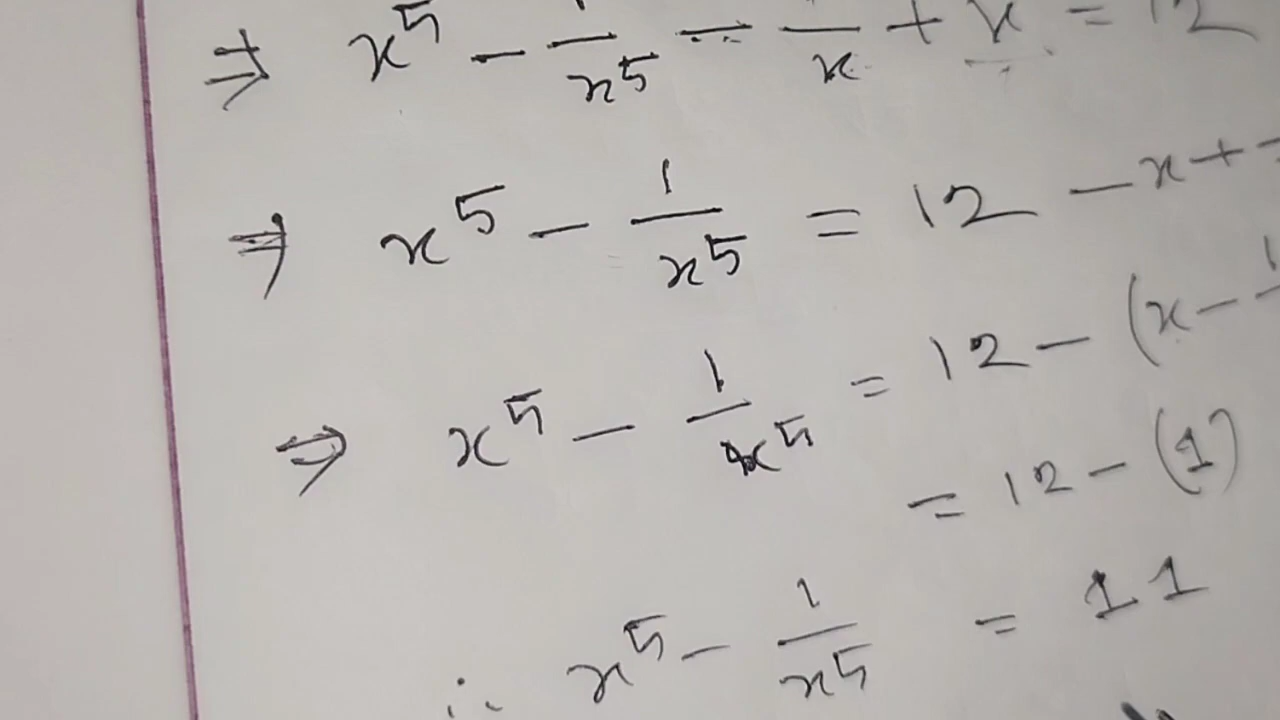 ⇒ x⁵ − 1/x⁵ − 1/x + x = 12
⇒ x⁵ − 1/x⁵ = 12 − x +
⇒ x⁵ − 1/x⁵ = 12 − (x − 1
= 12 − (1)
∴ x⁵ − 1/x⁵ = 11